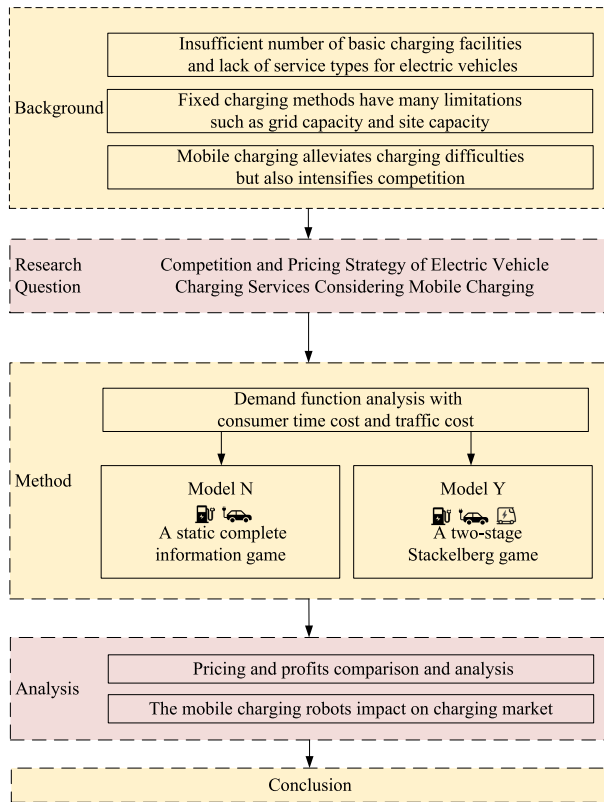 Background
Insufficient number of basic charging facilities
and lack of service types for electric vehicles
Fixed charging methods have many limitations
such as grid capacity and site capacity
Mobile charging alleviates charging difficulties
but also intensifies competition
Research
Question
Competition and Pricing Strategy of Electric Vehicle
Charging Services Considering Mobile Charging
Method
Demand function analysis with
consumer time cost and traffic cost
Model N
A static complete
information game
Model Y
A two-stage
Stackelberg game
Analysis
Pricing and profits comparison and analysis
The mobile charging robots impact on charging market
Conclusion